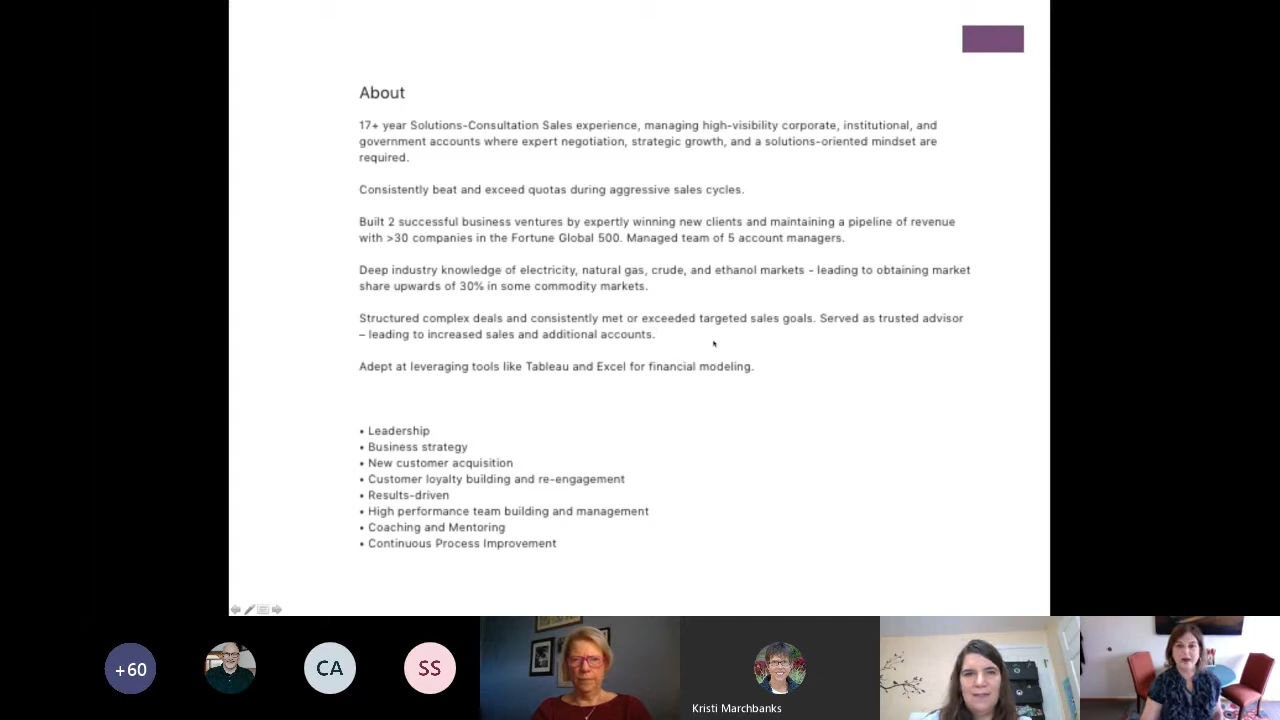 About
17+ year Solutions-Consultation Sales experience, managing high-visibility corporate, institutional, and
government accounts where expert negotiation, strategic growth, and a solutions-oriented mindset are
required.
Consistently beat and exceed quotas during aggressive sales cycles.
Built 2 successful business ventures by expertly winning new clients and maintaining a pipeline of revenue
with >30 companies in the Fortune Global 500. Managed team of 5 account managers.
Deep industry knowledge of electricity, natural gas, crude, and ethanol markets - leading to obtaining market
share upwards of 30% in some commodity markets.
Structured complex deals and consistently met or exceeded targeted sales goals. Served as trusted advisor
– leading to increased sales and additional accounts.
Adept at leveraging tools like Tableau and Excel for financial modeling.
• Leadership
• Business strategy
• New customer acquisition
• Customer loyalty building and re-engagement
• Results-driven
• High performance team building and management
• Coaching and Mentoring
• Continuous Process Improvement
+60
CA
SS
Kristi Marchbanks